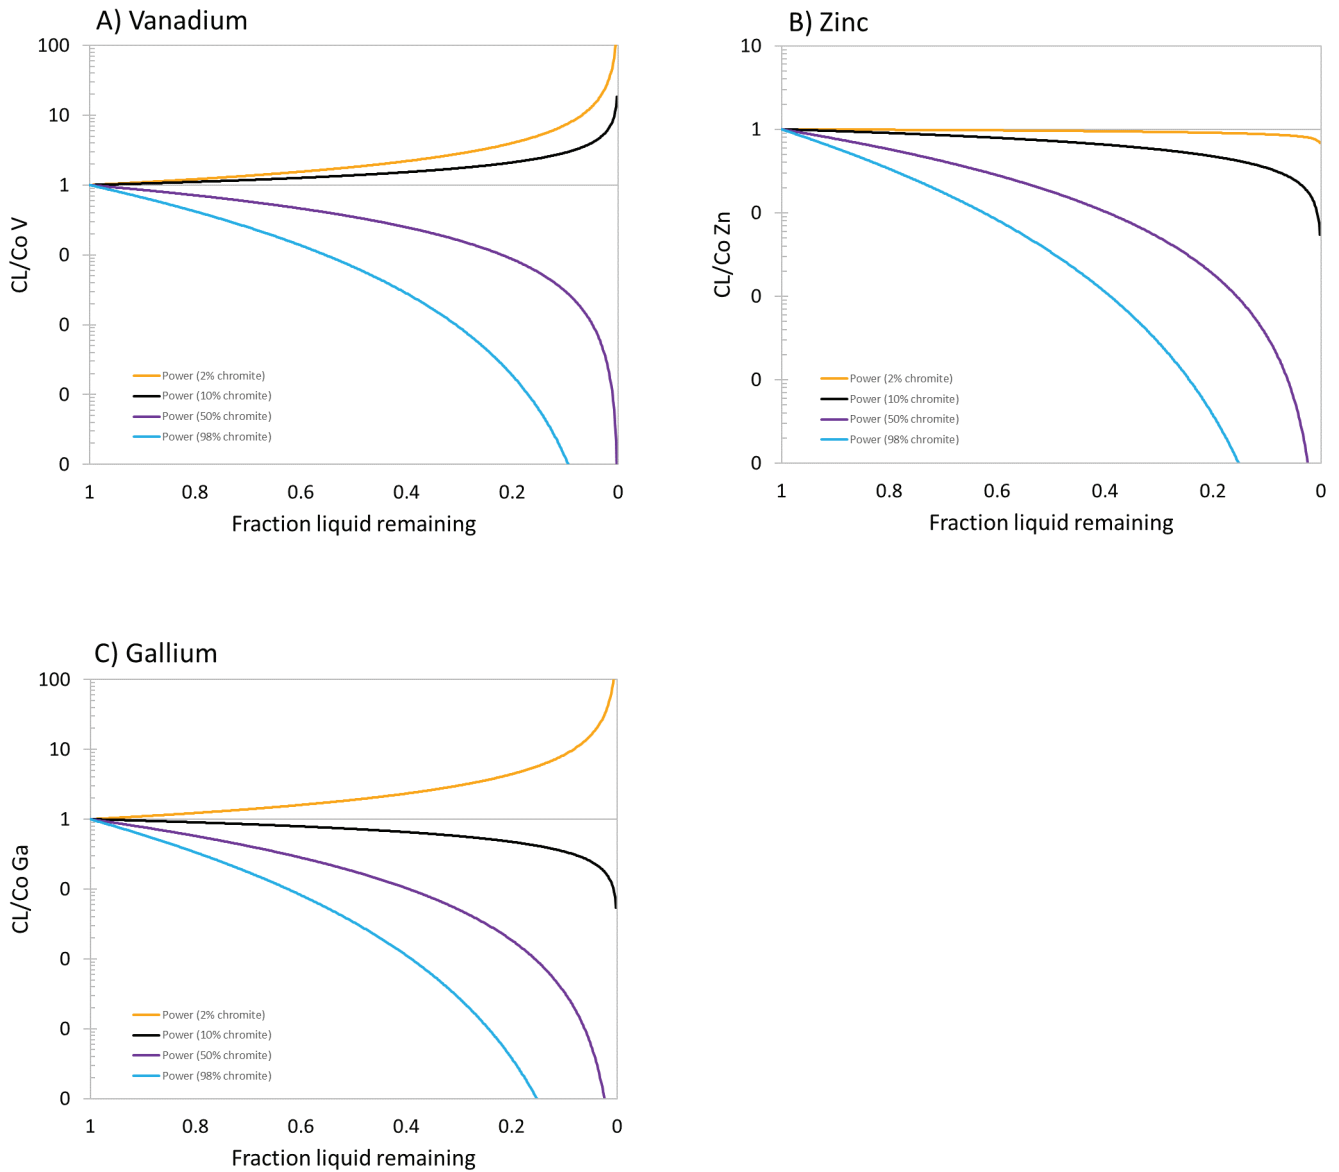 A) Vanadium
100
10
1
0
0
0
0
CL/Co V
Power (2% chromite)
Power (10% chromite)
Power (50% chromite)
Power (98% chromite)
1
0.8
0.6
0.4
0.2
0
Fraction liquid remaining
B) Zinc
10
1
0
0
0
0
CL/Co Zn
Power (2% chromite)
Power (10% chromite)
Power (50% chromite)
Power (98% chromite)
1
0.8
0.6
0.4
0.2
0
Fraction liquid remaining
C) Gallium
100
10
1
0
0
0
0
CL/Co Ga
Power (2% chromite)
Power (10% chromite)
Power (50% chromite)
Power (98% chromite)
1
0.8
0.6
0.4
0.2
0
Fraction liquid remaining